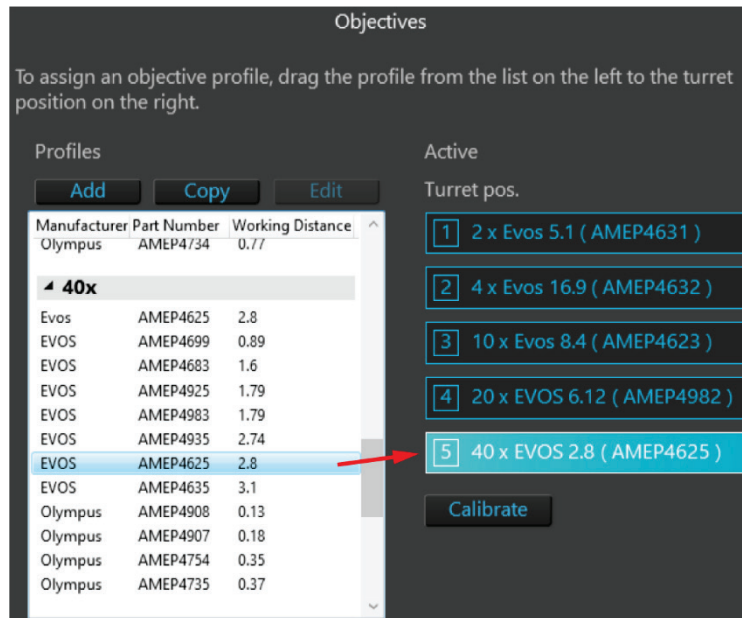 Objectives
To assign an objective profile, drag the profile from the list on the left to the turret
position on the right.
Profiles
Add Copy Edit
Manufacturer Part Number Working Distance
Olympus AMEP4734 0.77
40x
Evos AMEP4625 2.8
EVOS AMEP4699 0.89
EVOS AMEP4683 1.6
EVOS AMEP4925 1.79
EVOS AMEP4983 1.79
EVOS AMEP4935 2.74
EVOS AMEP4625 2.8
EVOS AMEP4635 3.1
Olympus AMEP4908 0.13
Olympus AMEP4907 0.18
Olympus AMEP4754 0.35
Olympus AMEP4735 0.37
Active
Turret pos.
1 2 x Evos 5.1 ( AMEP4631 )
2 4 x Evos 16.9 ( AMEP4632 )
3 10 x Evos 8.4 ( AMEP4623 )
4 20 x EVOS 6.12 ( AMEP4982 )
5 40 x EVOS 2.8 ( AMEP4625 )
Calibrate